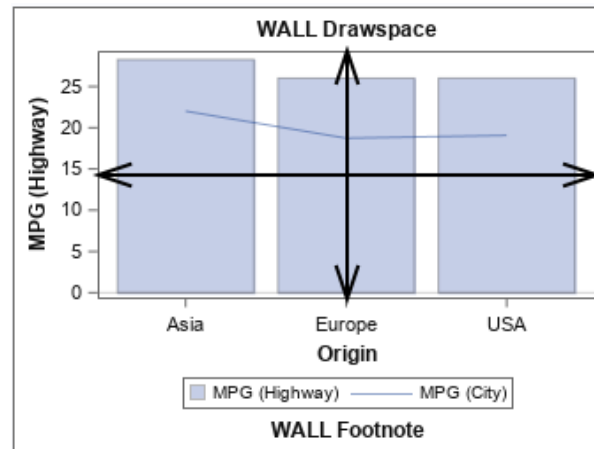 WALL Drawspace
MPG (Highway)
25
20
15
10
5
0
Asia Europe USA
Origin
MPG (Highway) MPG (City)
WALL Footnote